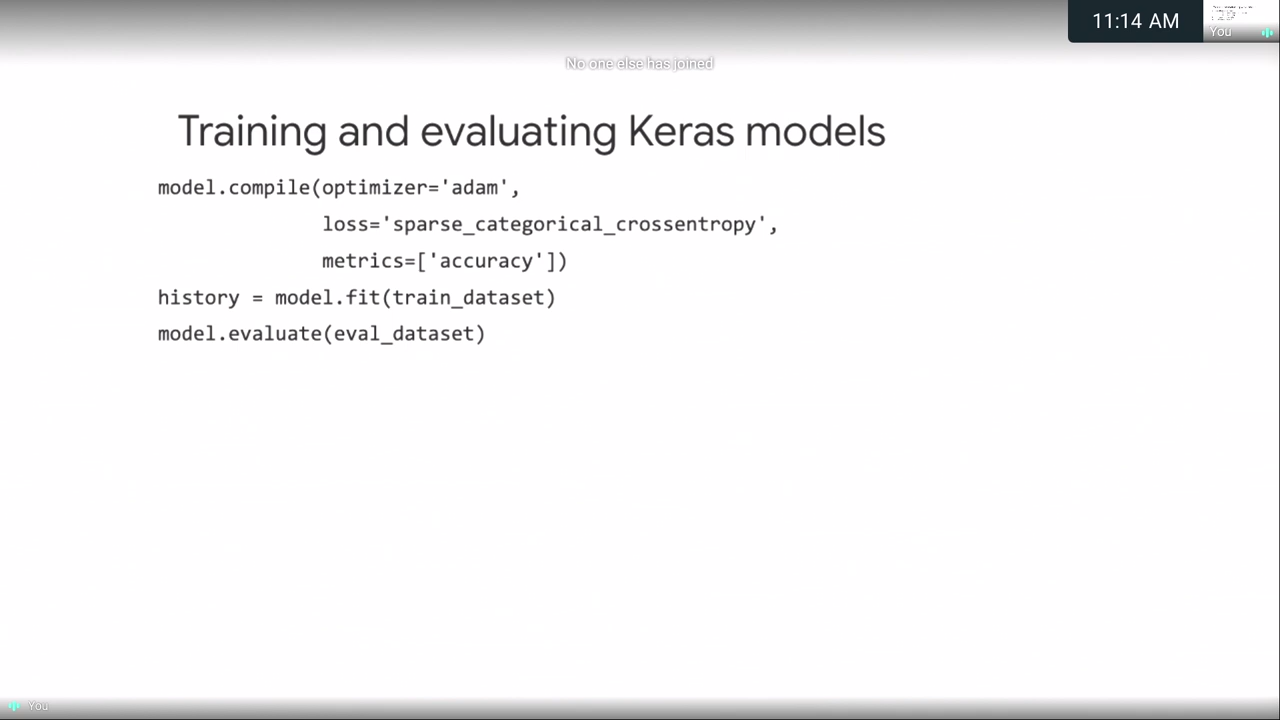 11:14 AM
You
No one else has joined
Training and evaluating Keras models
model.compile(optimizer='adam',
loss='sparse_categorical_crossentropy',
metrics=['accuracy'])
history = model.fit(train_dataset)
model.evaluate(eval_dataset)
You